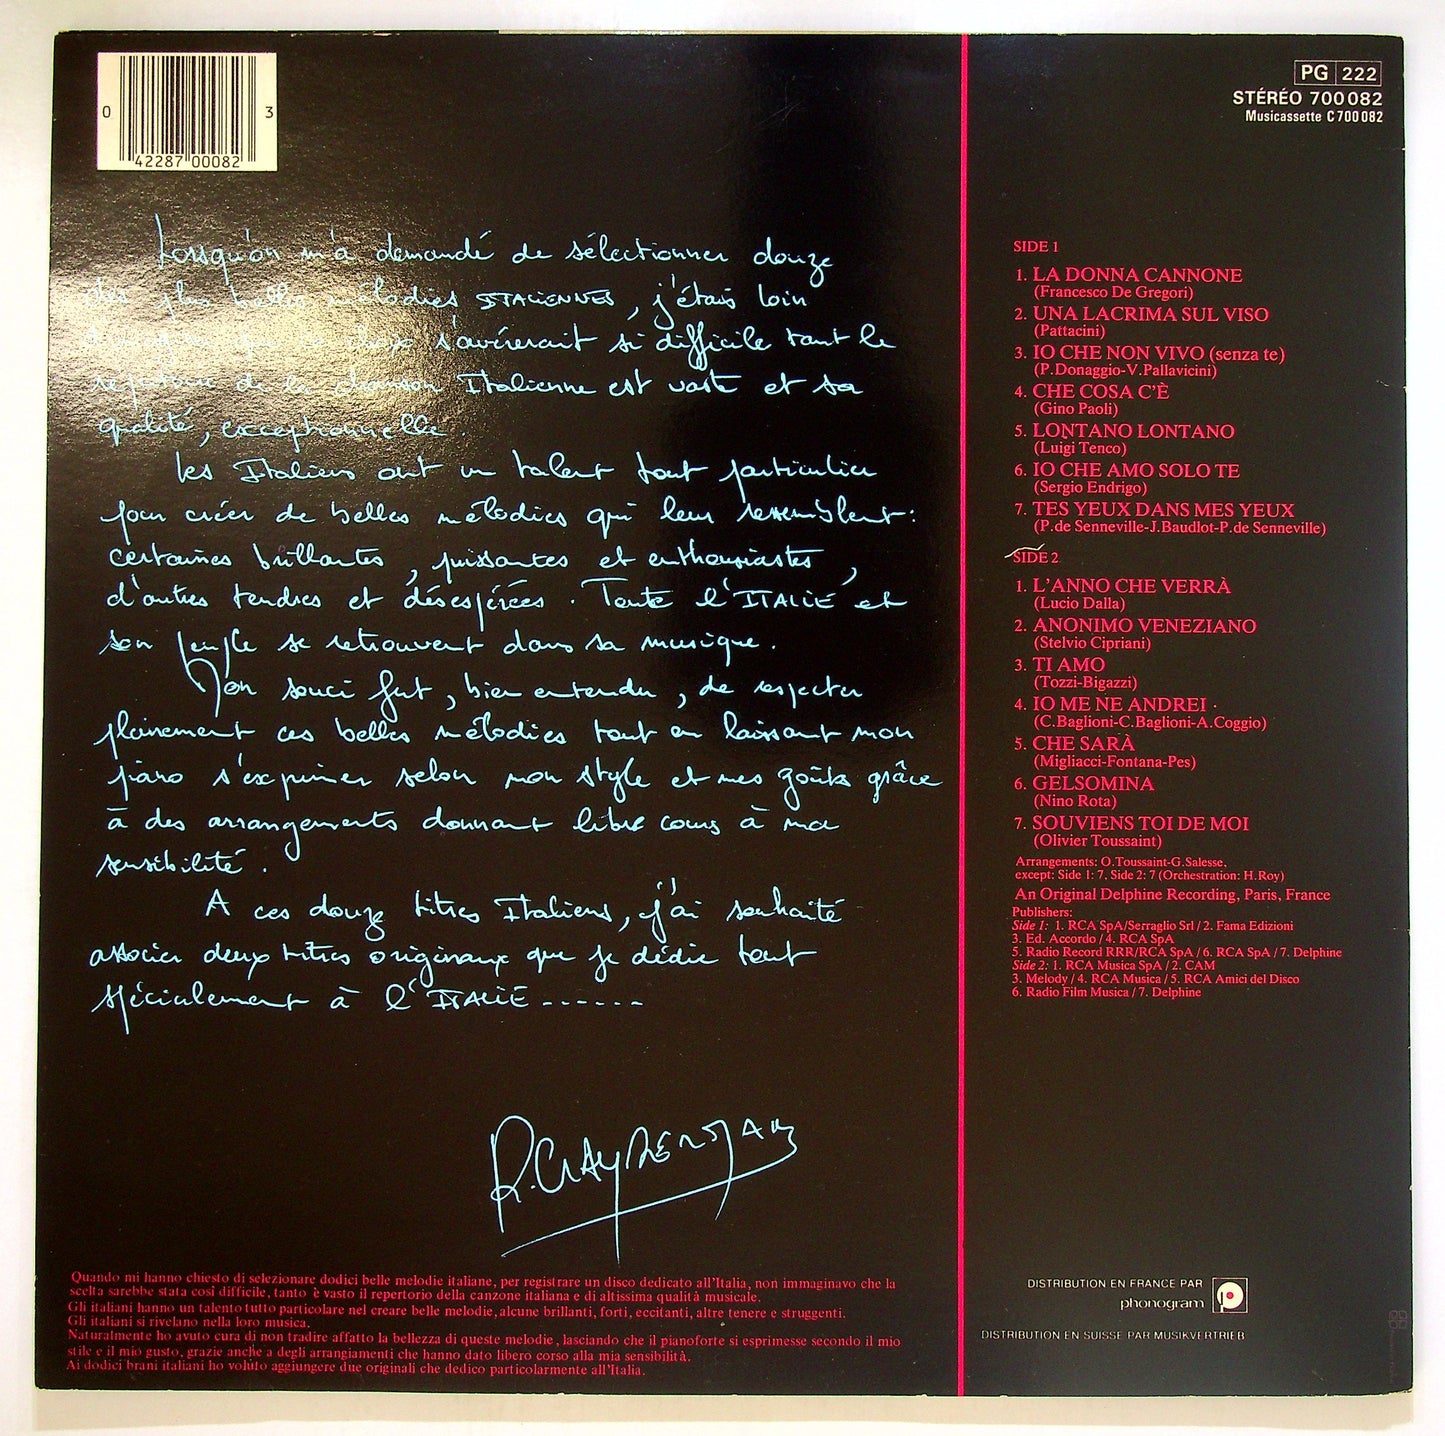 0 42287 00082 3
Lorsqu'on m'a demandé de sélectionner douze
des plus belles mélodies ITALIENNES, j'étais loin
d'imaginer que le choix s'avérerait si difficile tant le
répertoire de la chanson Italienne est vaste et sa
qualité, exceptionnelle.
Les Italiens ont un talent tout particulier
pour créer de belles mélodies qui leur ressemblent:
certaines brillantes, puissantes et enthousiastes,
d'autres tendres et désespérées. Toute l'ITALIE et
son peuple se retrouvent dans sa musique.
Mon souci fut, bien entendu, de respecter
pleinement ces belles mélodies tout en laissant mon
piano s'exprimer selon mon style et mes goûts grâce
à des arrangements donnant libre cours à ma
sensibilité.
A ces douze titres Italiens, j'ai souhaité
associer deux titres originaux que je dédie tout
spécialement à l'ITALIE ------
R. CLAYDERMAN
Quando mi hanno chiesto di selezionare dodici belle melodie italiane, per registrare un disco dedicato all'Italia, non immaginavo che la
scelta sarebbe stata così difficile, tanto è vasto il repertorio della canzone italiana e di altissima qualità musicale.
Gli italiani hanno un talento tutto particolare nel creare belle melodie, alcune brillanti, forti, eccitanti, altre tenere e struggenti.
Gli italiani si rivelano nella loro musica.
Naturalmente ho avuto cura di non tradire affatto la bellezza di queste melodie, lasciando che il pianoforte si esprimesse secondo il mio
stile e il mio gusto, grazie anche a degli arrangiamenti che hanno dato libero corso alla mia sensibilità.
Ai dodici brani italiani ho voluto aggiungere due originali che dedico particolarmente all'Italia.
PG 222
STÉRÉO 700082
Musicassette C 700 082
SIDE 1
1. LA DONNA CANNONE
(Francesco De Gregori)
2. UNA LACRIMA SUL VISO
(Pattacini)
3. IO CHE NON VIVO (senza te)
(P.Donaggio-V.Pallavicini)
4. CHE COSA C'È
(Gino Paoli)
5. LONTANO LONTANO
(Luigi Tenco)
6. IO CHE AMO SOLO TE
(Sergio Endrigo)
7. TES YEUX DANS MES YEUX
(P.de Senneville-J.Baudlot-P.de Senneville)
SIDE 2
1. L'ANNO CHE VERRÀ
(Lucio Dalla)
2. ANONIMO VENEZIANO
(Stelvio Cipriani)
3. TI AMO
(Tozzi-Bigazzi)
4. IO ME NE ANDREI
(C.Baglioni-C.Baglioni-A.Coggio)
5. CHE SARÀ
(Migliacci-Fontana-Pes)
6. GELSOMINA
(Nino Rota)
7. SOUVIENS TOI DE MOI
(Olivier Toussaint)
Arrangements: O.Toussaint-G.Salesse,
except: Side 1: 7, Side 2: 7 (Orchestration: H.Roy)
An Original Delphine Recording, Paris, France
Publishers:
Side 1: 1. RCA SpA/Serraglio Srl / 2. Fama Edizioni
3. Ed. Accordo / 4. RCA SpA
5. Radio Record RRR/RCA SpA / 6. RCA SpA / 7. Delphine
Side 2: 1. RCA Musica SpA / 2. CAM
3. Melody / 4. RCA Musica / 5. RCA Amici del Disco
6. Radio Film Musica / 7. Delphine
DISTRIBUTION EN FRANCE PAR
phonogram
DISTRIBUTION EN SUISSE PAR MUSIKVERTRIEB